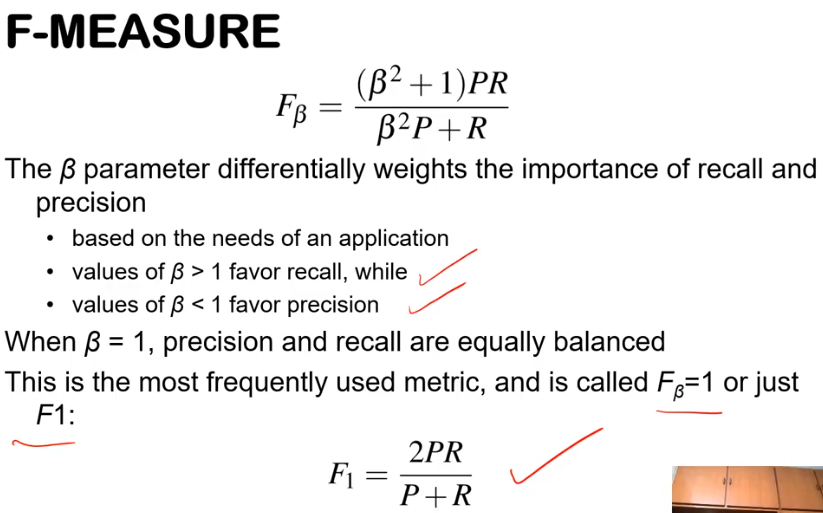 F-MEASURE
Fβ = (β² + 1)PR / β²P + R
The β parameter differentially weights the importance of recall and
precision
• based on the needs of an application
• values of β > 1 favor recall, while
• values of β < 1 favor precision
When β = 1, precision and recall are equally balanced
This is the most frequently used metric, and is called Fβ=1 or just
F1:
F₁ = 2PR / P + R